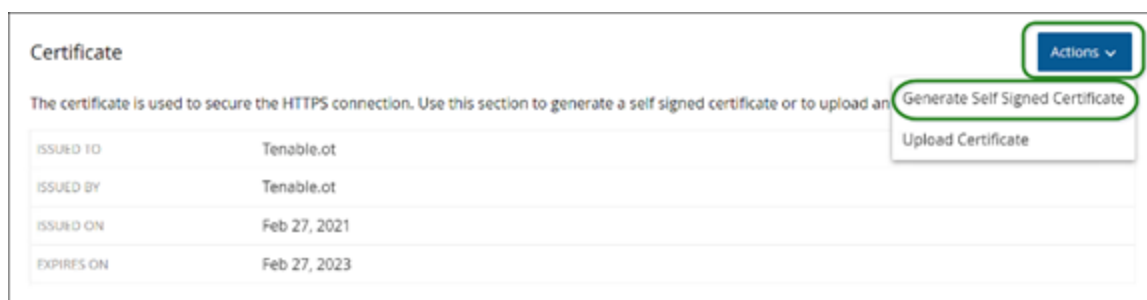 Certificate
Actions
The certificate is used to secure the HTTPS connection. Use this section to generate a self signed certificate or to upload an
Generate Self Signed Certificate
Upload Certificate
ISSUED TO Tenable.ot
ISSUED BY Tenable.ot
ISSUED ON Feb 27, 2021
EXPIRES ON Feb 27, 2023